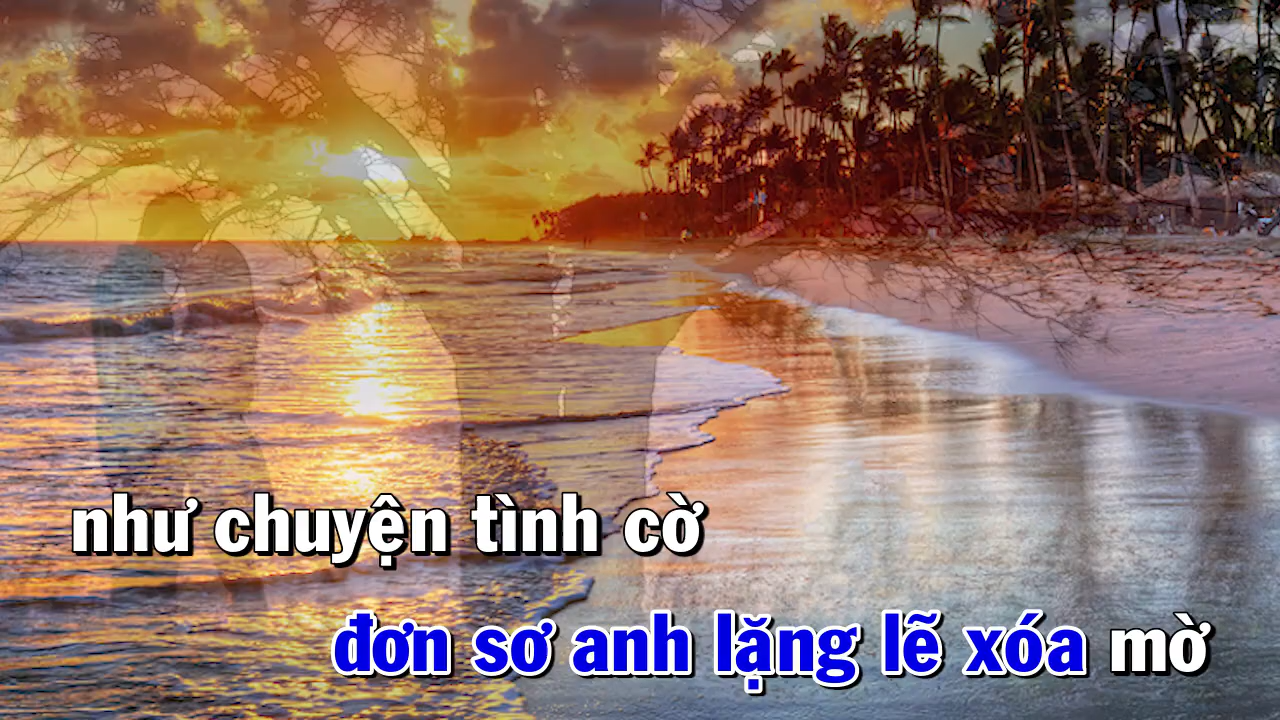 như chuyện tình cờ
đơn sơ anh lặng lẽ xóa mờ